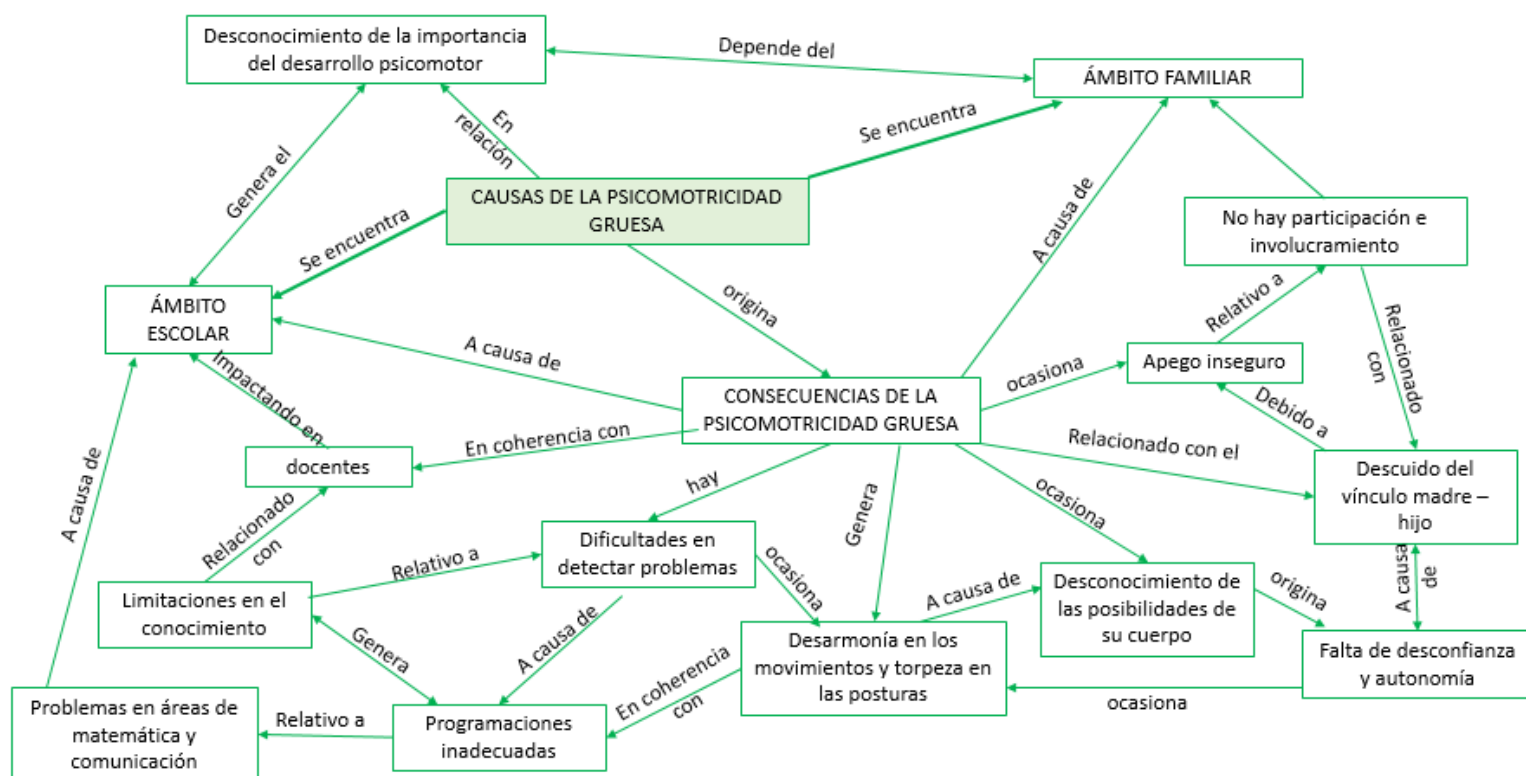 Desconocimiento de la importancia
del desarrollo psicomotor
Depende del
ÁMBITO FAMILIAR
En
relación
Se encuentra
Genera el
CAUSAS DE LA PSICOMOTRICIDAD
GRUESA
Se encuentra
A causa de
No hay participación e
involucramiento
origina
ÁMBITO
ESCOLAR
Relativo a
Relacionado
con
A causa de
Impactando en
ocasiona
Apego inseguro
CONSECUENCIAS DE LA
PSICOMOTRICIDAD GRUESA
Debido a
En coherencia con
Relacionado con el
docentes
A causa de
hay
Genera
ocasiona
Descuido del
vínculo madre –
hijo
Relacionado
con
Relativo a
Dificultades en
detectar problemas
ocasiona
A causa de
Desconocimiento de
las posibilidades de
su cuerpo
origina
A causa
de
Limitaciones en el
conocimiento
Genera
A causa de
Desarmonía en los
movimientos y torpeza en
las posturas
Falta de desconfianza
y autonomía
En coherencia
con
ocasiona
Problemas en áreas de
matemática y
comunicación
Relativo a
Programaciones
inadecuadas